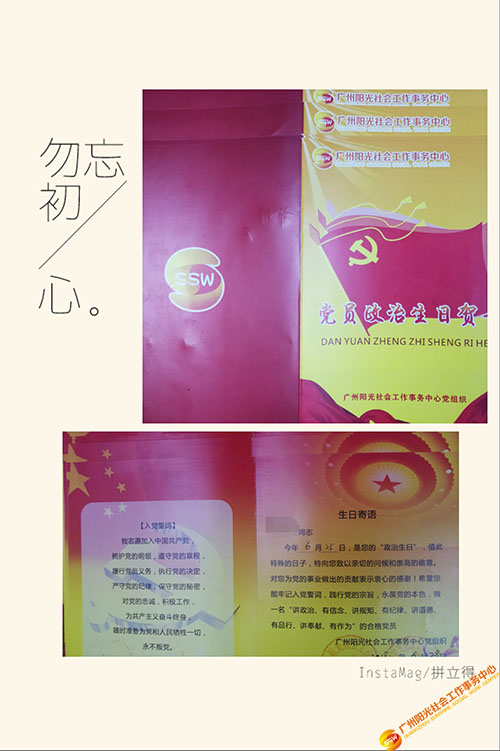 勿忘
初
心。
广州阳光社会工作事务中心
广州阳光社会工作事务中心
广州阳光社会工作事务中心
SSW
党员政治生日贺
DAN YUAN ZHENG ZHI SHENG RI HE
广州阳光社会工作事务中心党组织
【入党誓词】
我志愿加入中国共产党，
拥护党的纲领，遵守党的章程，
履行党员义务，执行党的决定，
严守党的纪律，保守党的秘密，
对党的忠诚，积极工作，
为共产主义奋斗终身，
随时准备为党和人民牺牲一切，
永不叛党。
生日寄语
同志
今年 6 月 25 日，是您的“政治生日”，值此
特殊的日子，特向您致以亲切的问候和崇高的敬意。
对您为党的事业做出的贡献表示衷心的感谢！希望您
能牢记入党誓词，践行党的宗旨，永葆党的本色，做
一名“讲政治、有信念、讲规矩、有纪律、讲道德、
有品行、讲奉献、有作为”的合格党员
广州阳光社会工作事务中心党组织
InstaMag/拼立得
SSW
广州阳光社会工作事务中心
GUANGZHOU SUNSHINE SOCIAL WORK CENTER